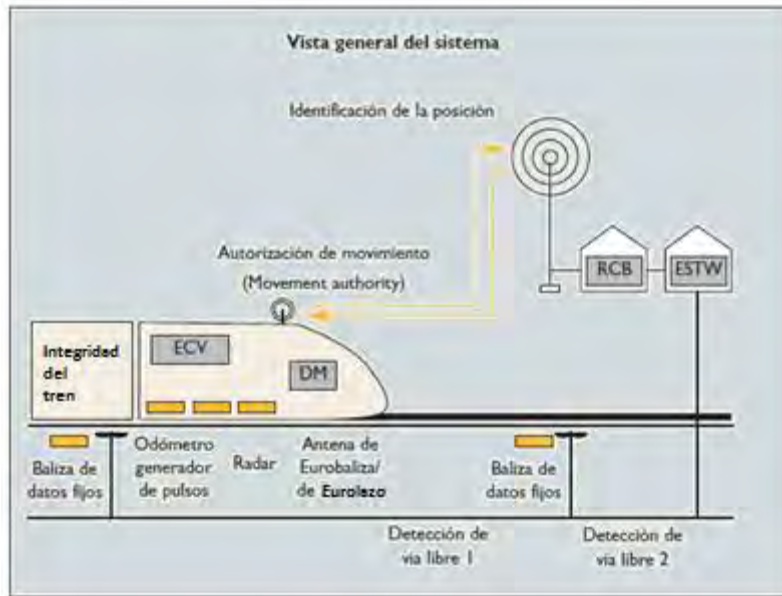 Vista general del sistema
Identificación de la posición
Autorización de movimiento
(Movement authority)
RCB
ESTW
Integridad
del
tren
ECV
DM
Baliza de
datos fijos
Odómetro
generador
de pulsos
Radar
Antena de
Eurobaliza/
de Eurolazo
Baliza de
datos fijos
Detección de
via libre 1
Detección de
via libre 2